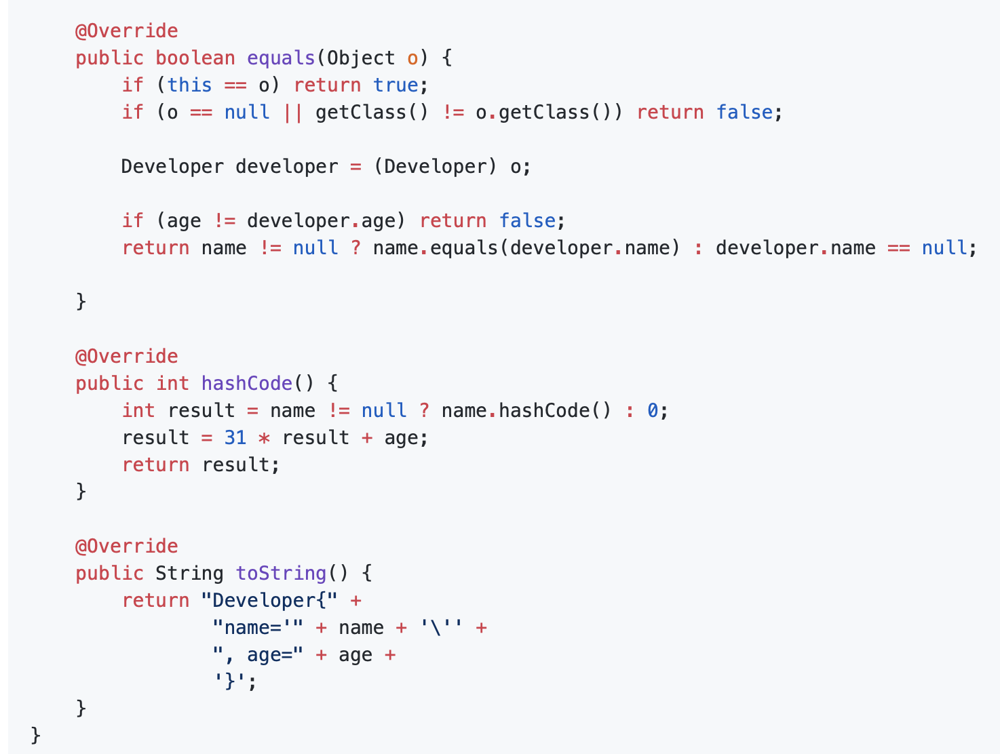 @Override
public boolean equals(Object o) {
if (this == o) return true;
if (o == null || getClass() != o.getClass()) return false;
Developer developer = (Developer) o;
if (age != developer.age) return false;
return name != null ? name.equals(developer.name) : developer.name == null;
}
@Override
public int hashCode() {
int result = name != null ? name.hashCode() : 0;
result = 31 * result + age;
return result;
}
@Override
public String toString() {
return "Developer{" +
"name='" + name + '\'' +
", age=" + age +
'}';
}
}